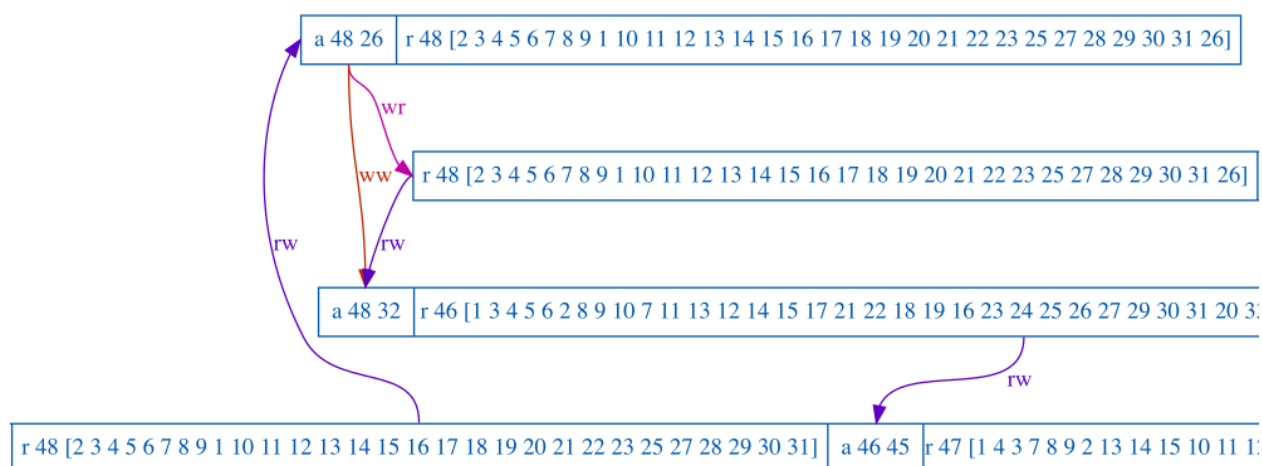 a 48 26 r 48 [2 3 4 5 6 7 8 9 1 10 11 12 13 14 15 16 17 18 19 20 21 22 23 25 27 28 29 30 31 26]
wr
ww r 48 [2 3 4 5 6 7 8 9 1 10 11 12 13 14 15 16 17 18 19 20 21 22 23 25 27 28 29 30 31 26]
rw rw
a 48 32 r 46 [1 3 4 5 6 2 8 9 10 7 11 13 12 14 15 17 21 22 18 19 16 23 24 25 26 27 29 30 31 20
rw
r 48 [2 3 4 5 6 7 8 9 1 10 11 12 13 14 15 16 17 18 19 20 21 22 23 25 27 28 29 30 31] a 46 45 r 47 [1 4 3 7 8 9 2 13 14 15 10 11